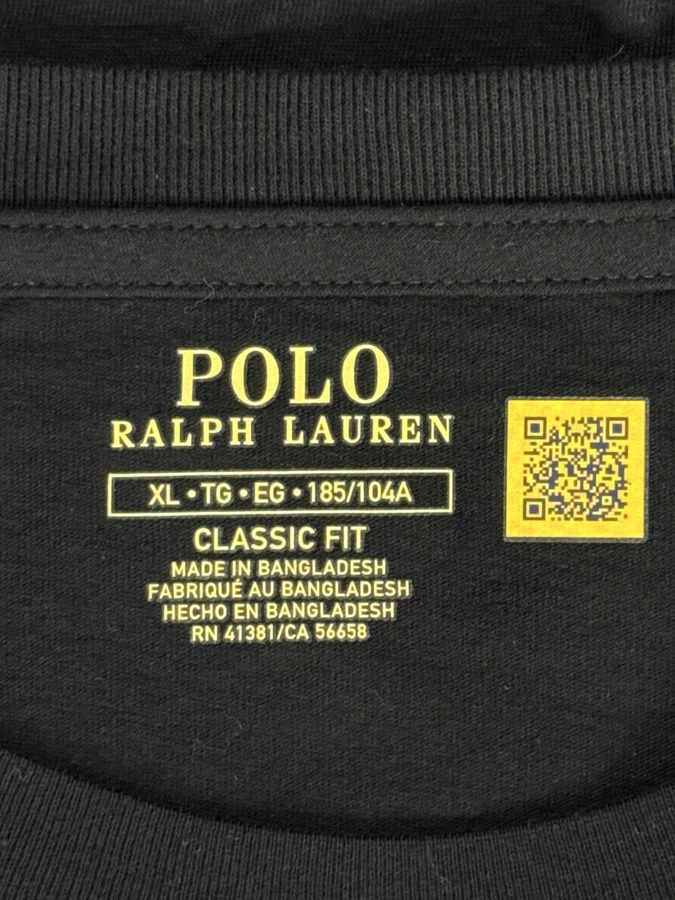 POLO
RALPH LAUREN
XL • TG • EG • 185/104A
CLASSIC FIT
MADE IN BANGLADESH
FABRIQUÉ AU BANGLADESH
HECHO EN BANGLADESH
RN 41381/CA 56658